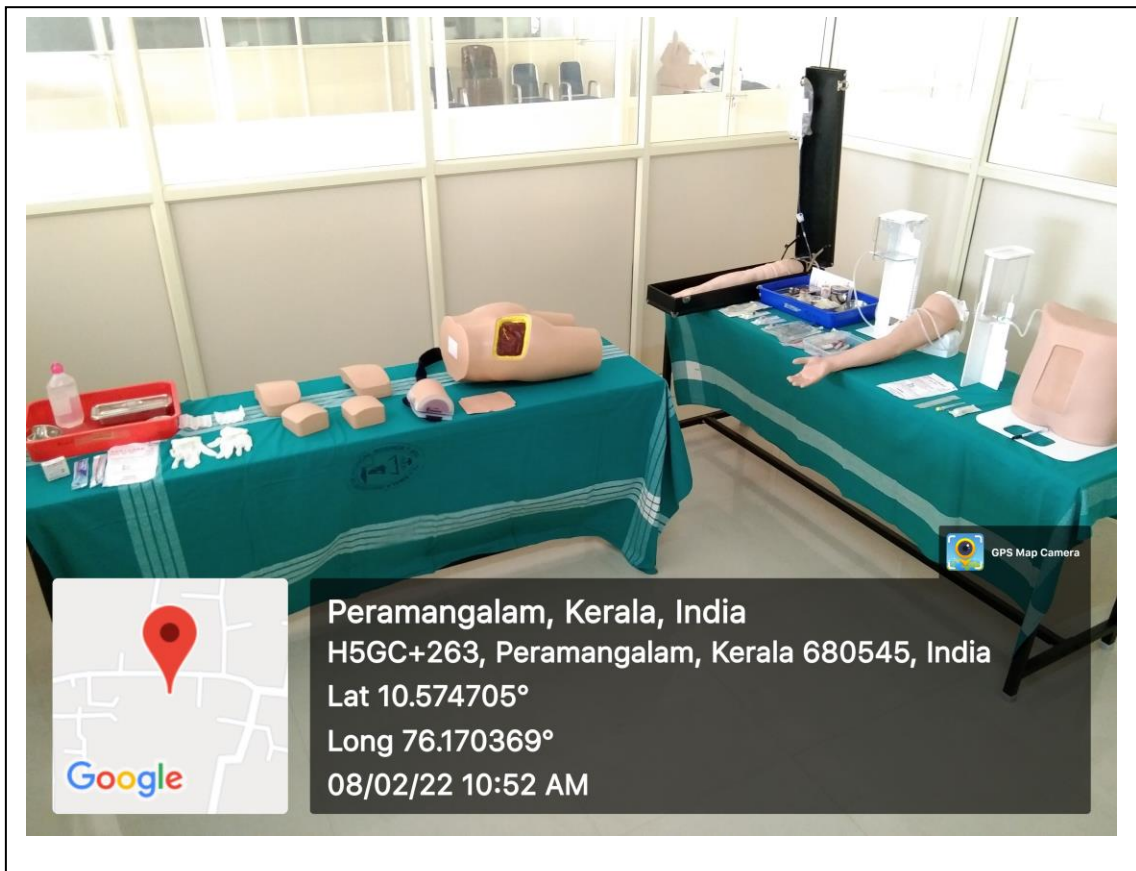 GPS Map Camera
Peramangalam, Kerala, India
H5GC+263, Peramangalam, Kerala 680545, India
Lat 10.574705°
Long 76.170369°
08/02/22 10:52 AM
Google